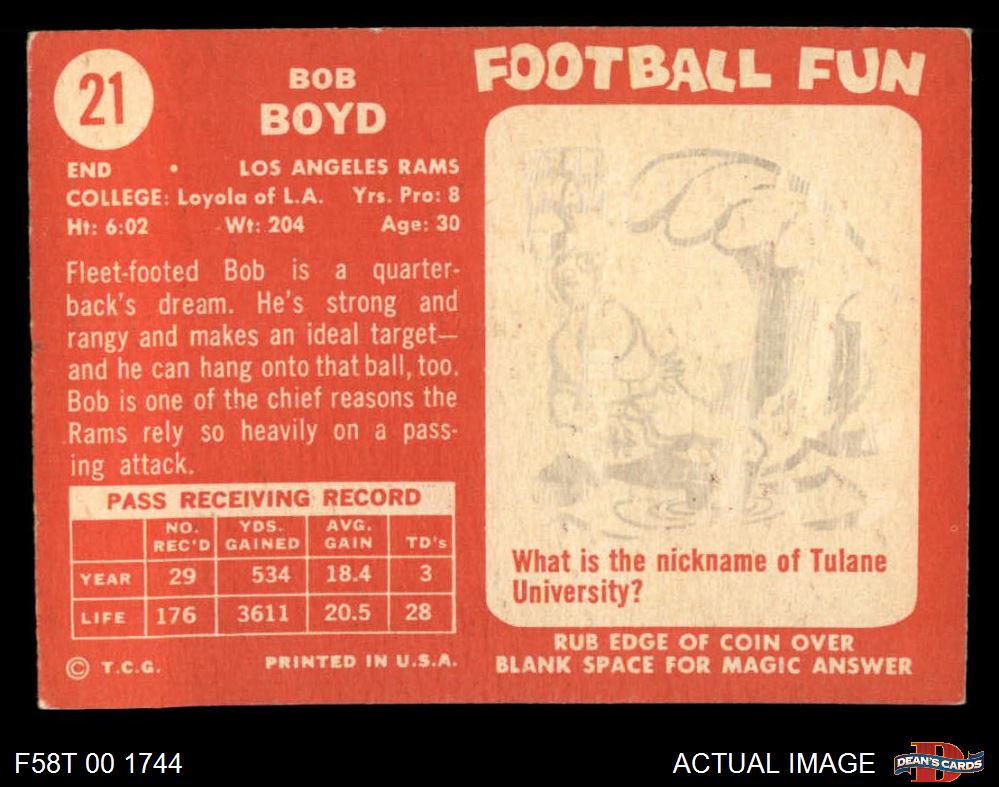 21
BOB
BOYD
END • LOS ANGELES RAMS
COLLEGE: Loyola of L.A. Yrs. Pro: 8
Ht: 6:02 Wt: 204 Age: 30
Fleet-footed Bob is a quarter-
back's dream. He's strong and
rangy and makes an ideal target—
and he can hang onto that ball, too.
Bob is one of the chief reasons the
Rams rely so heavily on a pass-
ing attack.
PASS RECEIVING RECORD
NO. REC'D YDS. GAINED AVG. GAIN TD's
YEAR 29 534 18.4 3
LIFE 176 3611 20.5 28
© T.C.G. PRINTED IN U.S.A.
FOOTBALL FUN
What is the nickname of Tulane
University?
RUB EDGE OF COIN OVER
BLANK SPACE FOR MAGIC ANSWER
F58T 00 1744
ACTUAL IMAGE
DEAN'S CARDS